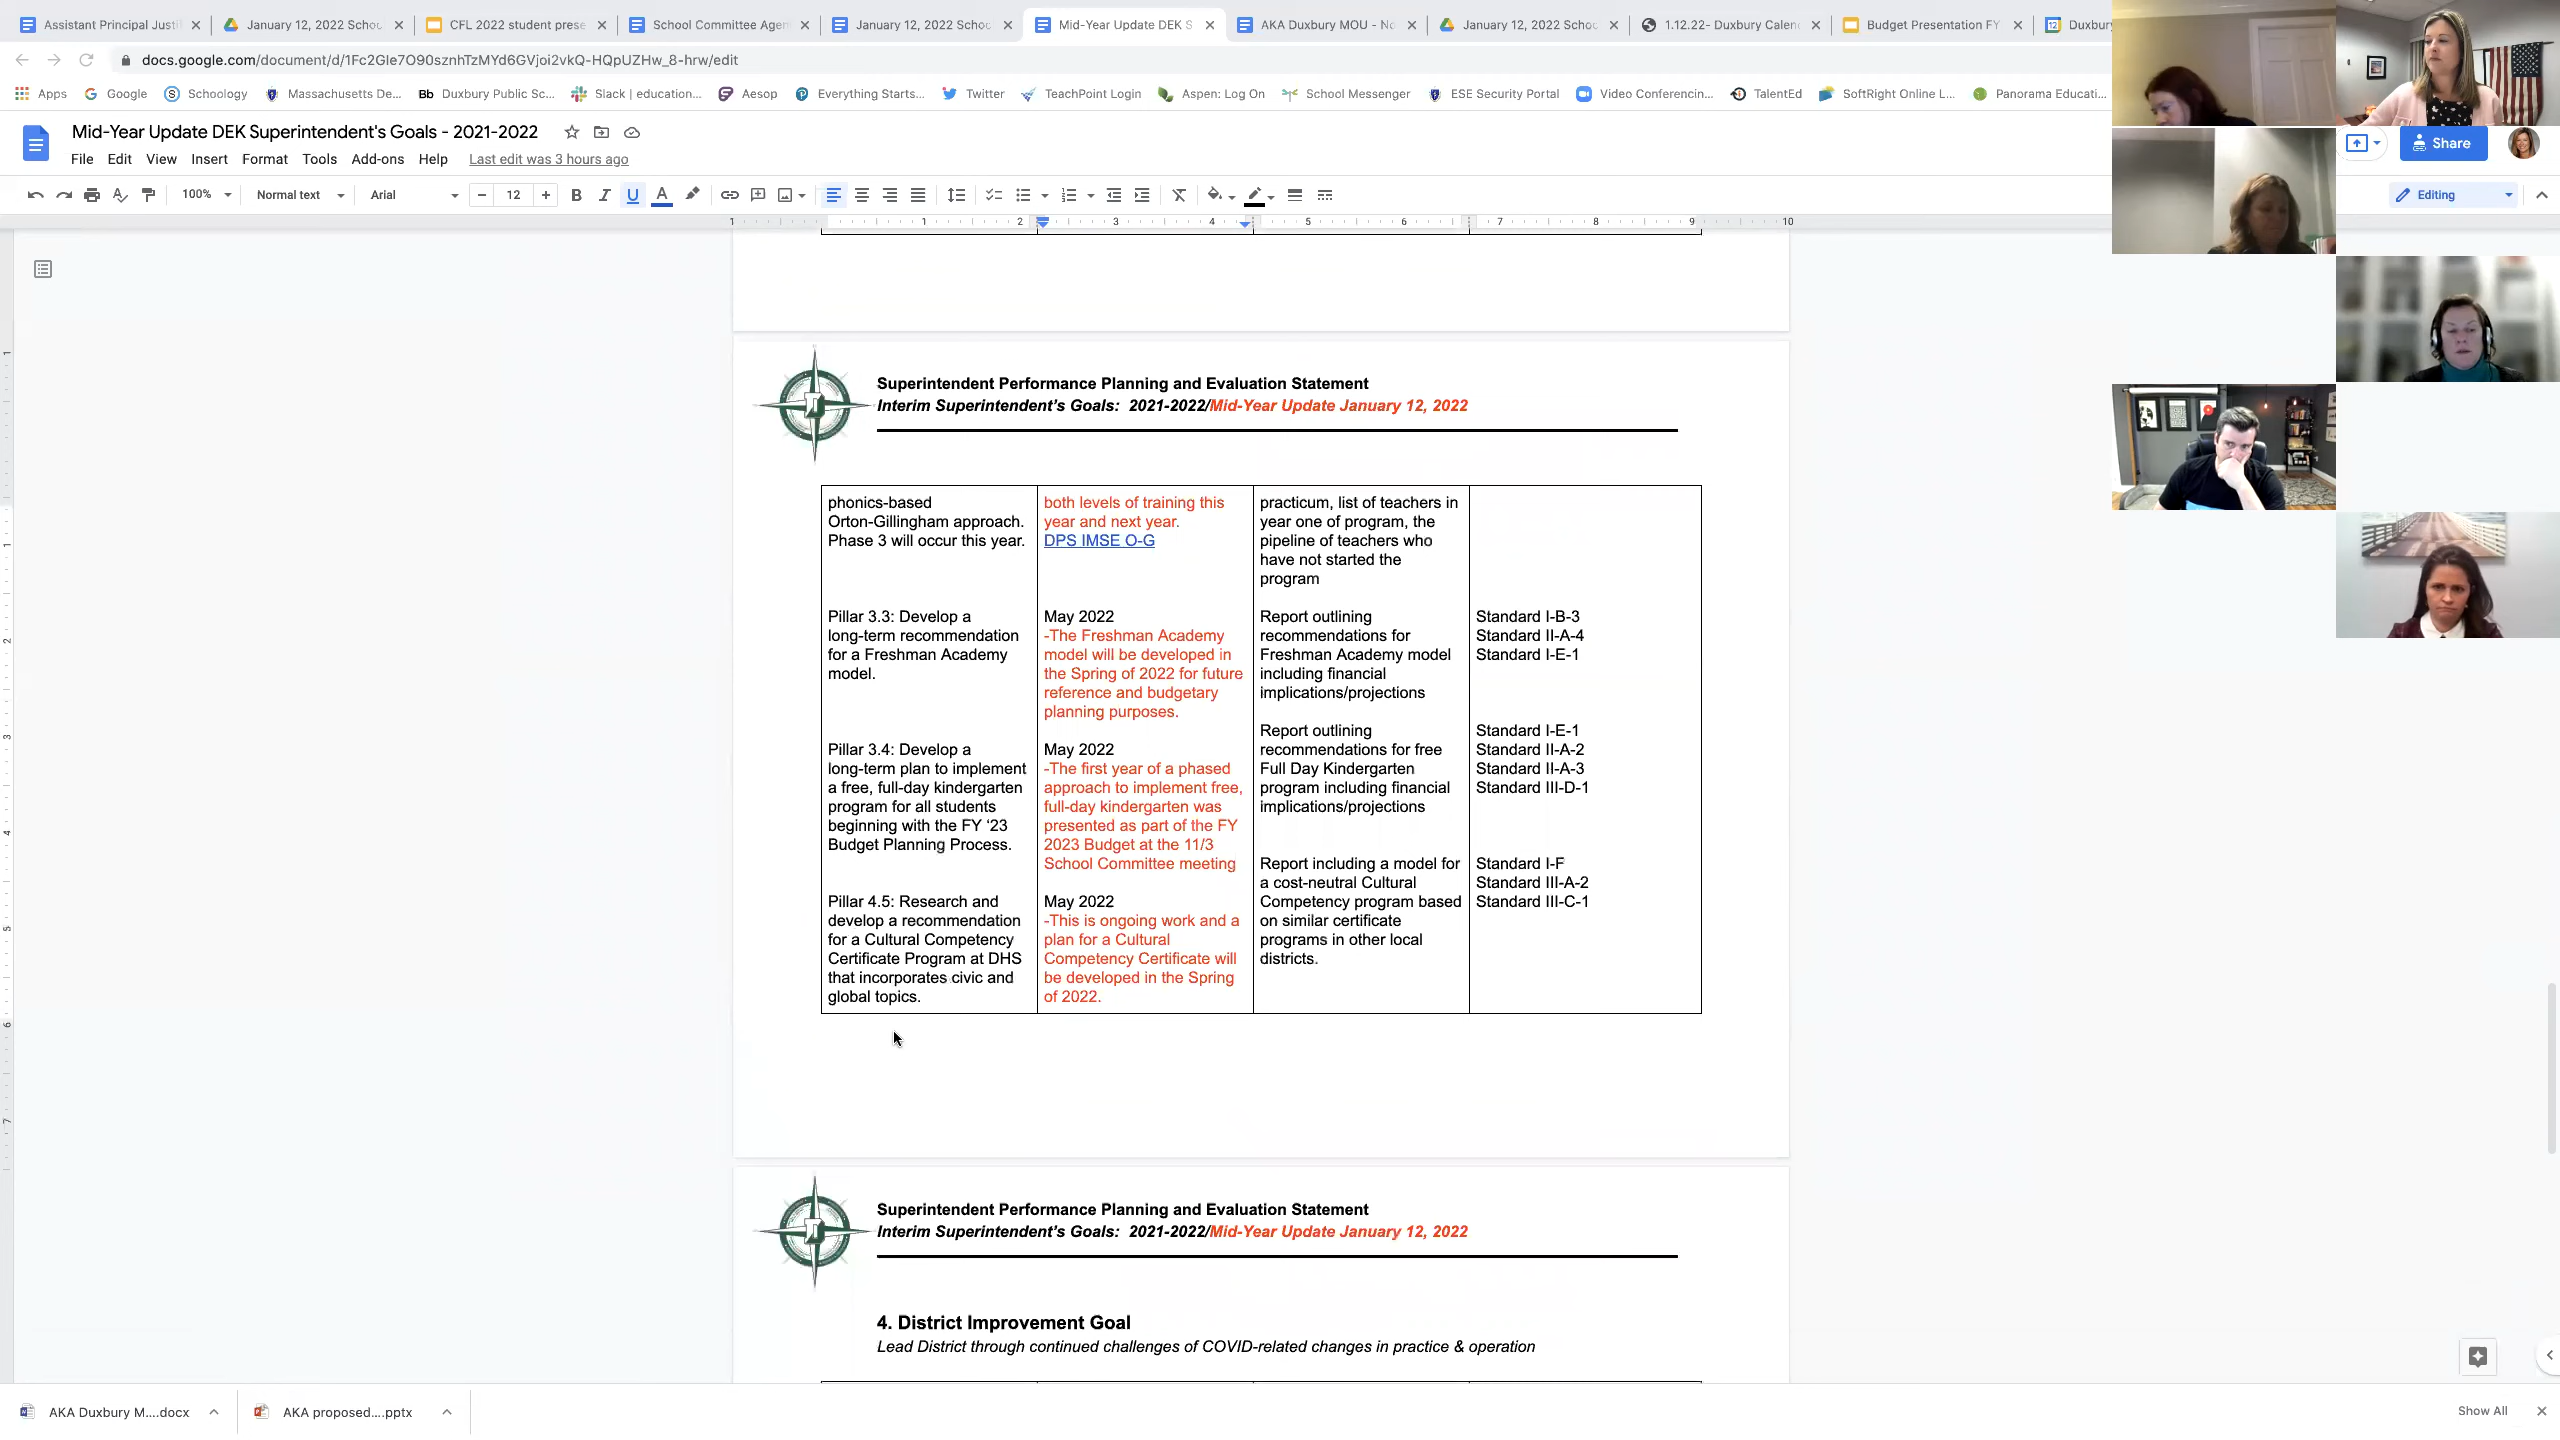 Assistant Principal Justi
January 12, 2022 Schoo
CFL 2022 student prese
School Committee Agen
January 12, 2022 Schoo
Mid-Year Update DEK S
AKA Duxbury MOU - No
January 12, 2022 Schoo
1.12.22- Duxbury Calen
Budget Presentation FY
Duxbury
docs.google.com/document/d/1Fc2Gle7O90sznhTzMYd6GVjoi2vkQ-HQpUZHw_8-hrw/edit
Apps
Google
Schoology
Massachusetts De...
Bb Duxbury Public Sc...
Slack | education...
Aesop
Everything Starts...
Twitter
TeachPoint Login
Aspen: Log On
School Messenger
ESE Security Portal
Video Conferencin...
TalentEd
SoftRight Online L...
Panorama Educati...
Mid-Year Update DEK Superintendent's Goals - 2021-2022
File Edit View Insert Format Tools Add-ons Help Last edit was 3 hours ago
Share
100% Normal text Arial 12 B I U A Editing
1 1 2 3 4 5 6 7 8 9 10
Superintendent Performance Planning and Evaluation Statement
Interim Superintendent's Goals: 2021-2022/Mid-Year Update January 12, 2022
phonics-based
Orton-Gillingham approach.
Phase 3 will occur this year.
both levels of training this
year and next year.
DPS IMSE O-G
practicum, list of teachers in
year one of program, the
pipeline of teachers who
have not started the
program
Pillar 3.3: Develop a
long-term recommendation
for a Freshman Academy
model.
May 2022
-The Freshman Academy
model will be developed in
the Spring of 2022 for future
reference and budgetary
planning purposes.
Report outlining
recommendations for
Freshman Academy model
including financial
implications/projections
Standard I-B-3
Standard II-A-4
Standard I-E-1
Pillar 3.4: Develop a
long-term plan to implement
a free, full-day kindergarten
program for all students
beginning with the FY ‘23
Budget Planning Process.
May 2022
-The first year of a phased
approach to implement free,
full-day kindergarten was
presented as part of the FY
2023 Budget at the 11/3
School Committee meeting
Report outlining
recommendations for free
Full Day Kindergarten
program including financial
implications/projections
Standard I-E-1
Standard II-A-2
Standard II-A-3
Standard III-D-1
Pillar 4.5: Research and
develop a recommendation
for a Cultural Competency
Certificate Program at DHS
that incorporates civic and
global topics.
May 2022
-This is ongoing work and a
plan for a Cultural
Competency Certificate will
be developed in the Spring
of 2022.
Report including a model for
a cost-neutral Cultural
Competency program based
on similar certificate
programs in other local
districts.
Standard I-F
Standard III-A-2
Standard III-C-1
Superintendent Performance Planning and Evaluation Statement
Interim Superintendent's Goals: 2021-2022/Mid-Year Update January 12, 2022
4. District Improvement Goal
Lead District through continued challenges of COVID-related changes in practice & operation
AKA Duxbury M....docx
AKA proposed....pptx
Show All